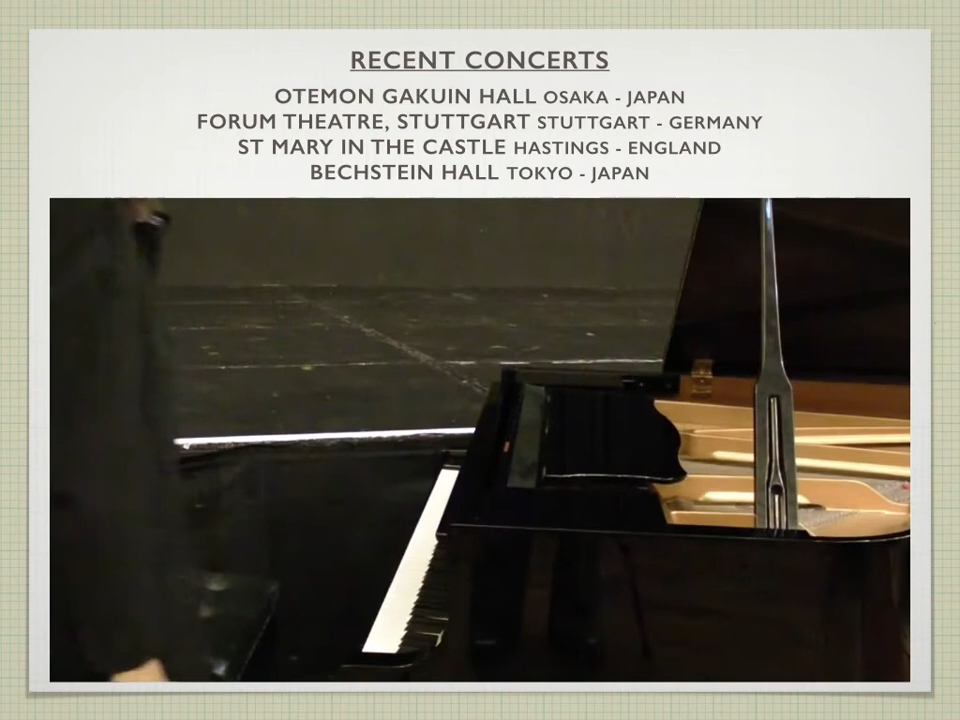 RECENT CONCERTS
OTEMON GAKUIN HALL OSAKA - JAPAN
FORUM THEATRE, STUTTGART STUTTGART - GERMANY
ST MARY IN THE CASTLE HASTINGS - ENGLAND
BECHSTEIN HALL TOKYO - JAPAN